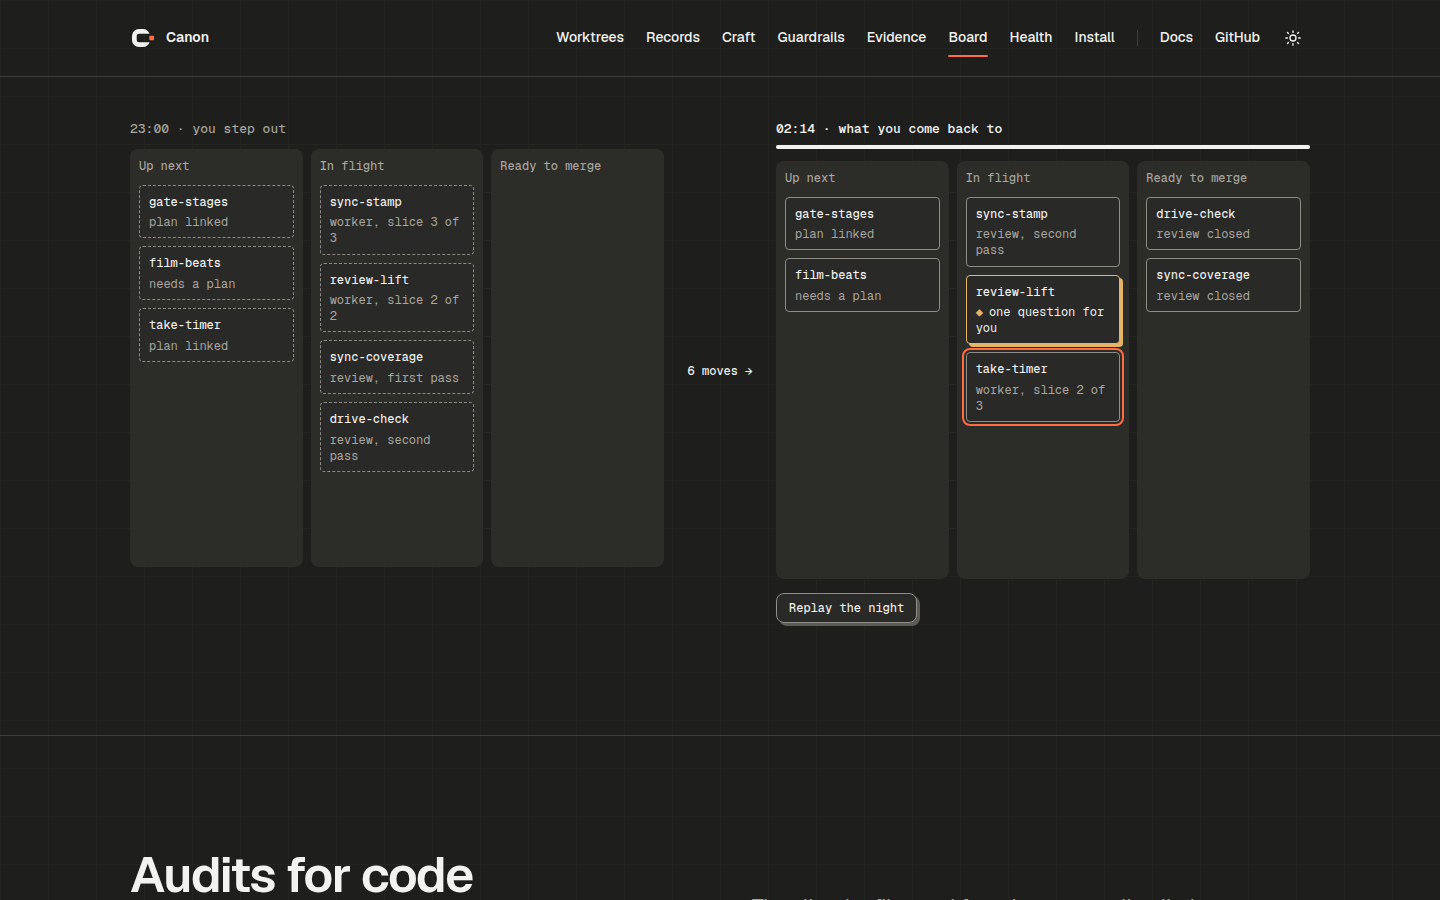 Canon
Worktrees Records Craft Guardrails Evidence Board Health Install Docs GitHub
23:00 · you step out
Up next
gate-stages
plan linked
film-beats
needs a plan
take-timer
plan linked
In flight
sync-stamp
worker, slice 3 of
3
review-lift
worker, slice 2 of
2
sync-coverage
review, first pass
drive-check
review, second
pass
Ready to merge
6 moves →
02:14 · what you come back to
Up next
gate-stages
plan linked
film-beats
needs a plan
In flight
sync-stamp
review, second
pass
review-lift
◆ one question for
you
take-timer
worker, slice 2 of
3
Ready to merge
drive-check
review closed
sync-coverage
review closed
Replay the night
Audits for code